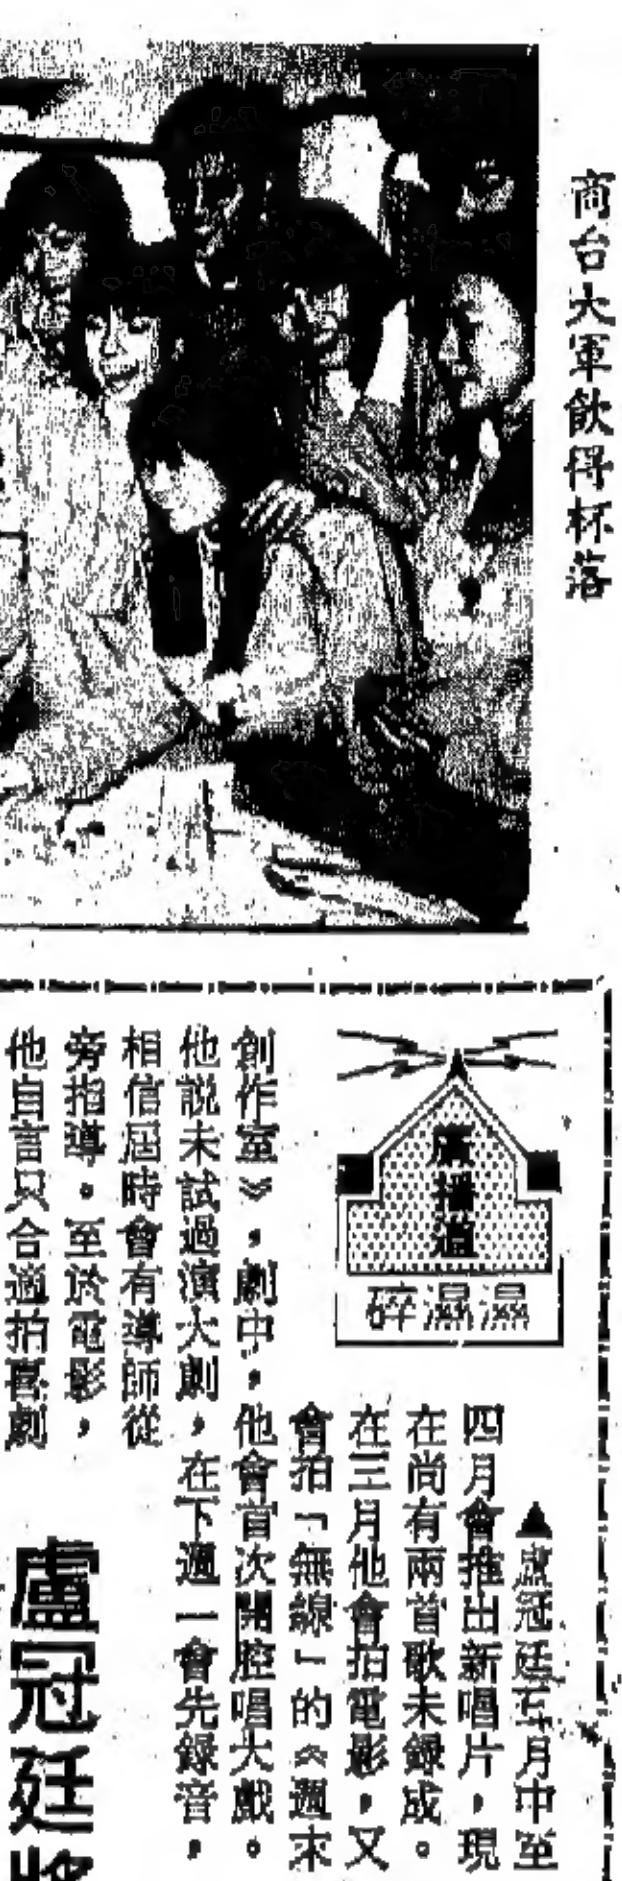 商台大軍飲得杯落
廣播道
碎濕濕
▲盧冠廷在月中至
四月會推出新唱片，現
在尚有兩首歌未錄成。
在三月他會拍電影，又
會拍「無線」的《週末
創作室》，劇中，他會首次開腔唱大戲。
他說未試過演大劇，在下週一會先錄音，
相信屆時會有導師從
旁指導。至於電影，
他自言只合適拍喜劇
盧冠廷將